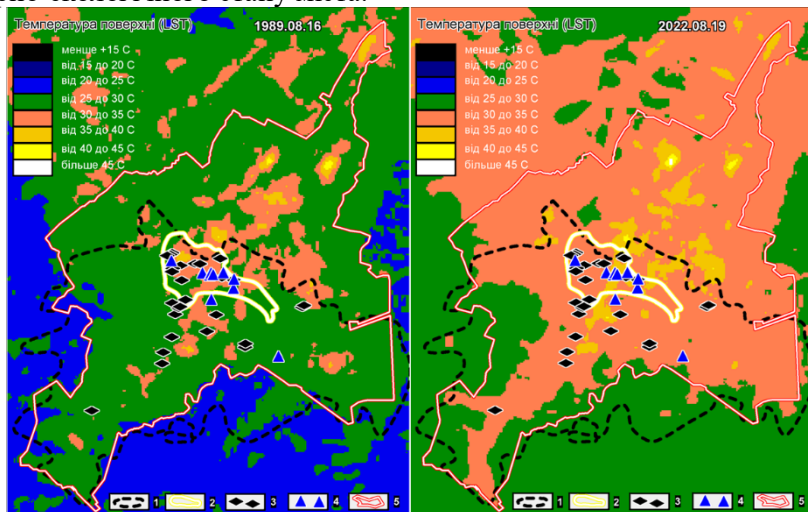 но-екологічного стану міста.
Температура поверхні (LST) 1989.08.16
менше +15 С
від 15 до 20 С
від 20 до 25 С
від 25 до 30 С
від 30 до 35 С
від 35 до 40 С
від 40 до 45 С
більше 45 С
1 2 3 4 5
Температура поверхні (LST) 2022.08.19
менше +15 С
від 15 до 20 С
від 20 до 25 С
від 25 до 30 С
від 30 до 35 С
від 35 до 40 С
від 40 до 45 С
більше 45 С
1 2 3 4 5